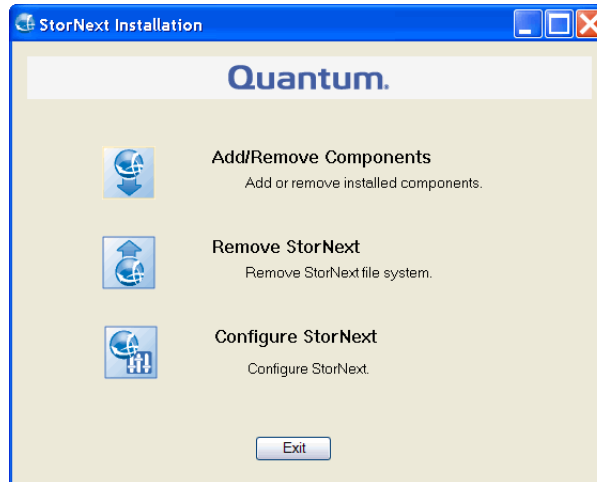 StorNext Installation
Quantum.
Add/Remove Components
Add or remove installed components.
Remove StorNext
Remove StorNext file system.
Configure StorNext
Configure StorNext.
Exit